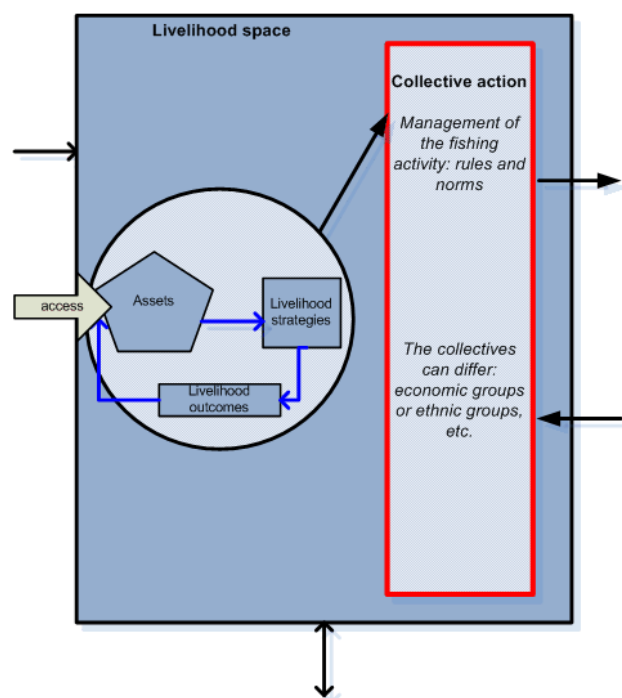 Livelihood space
Collective action
Management of
the fishing
activity: rules and
norms
access
Assets
Livelihood
strategies
Livelihood
outcomes
The collectives
can differ:
economic groups
or ethnic groups,
etc.